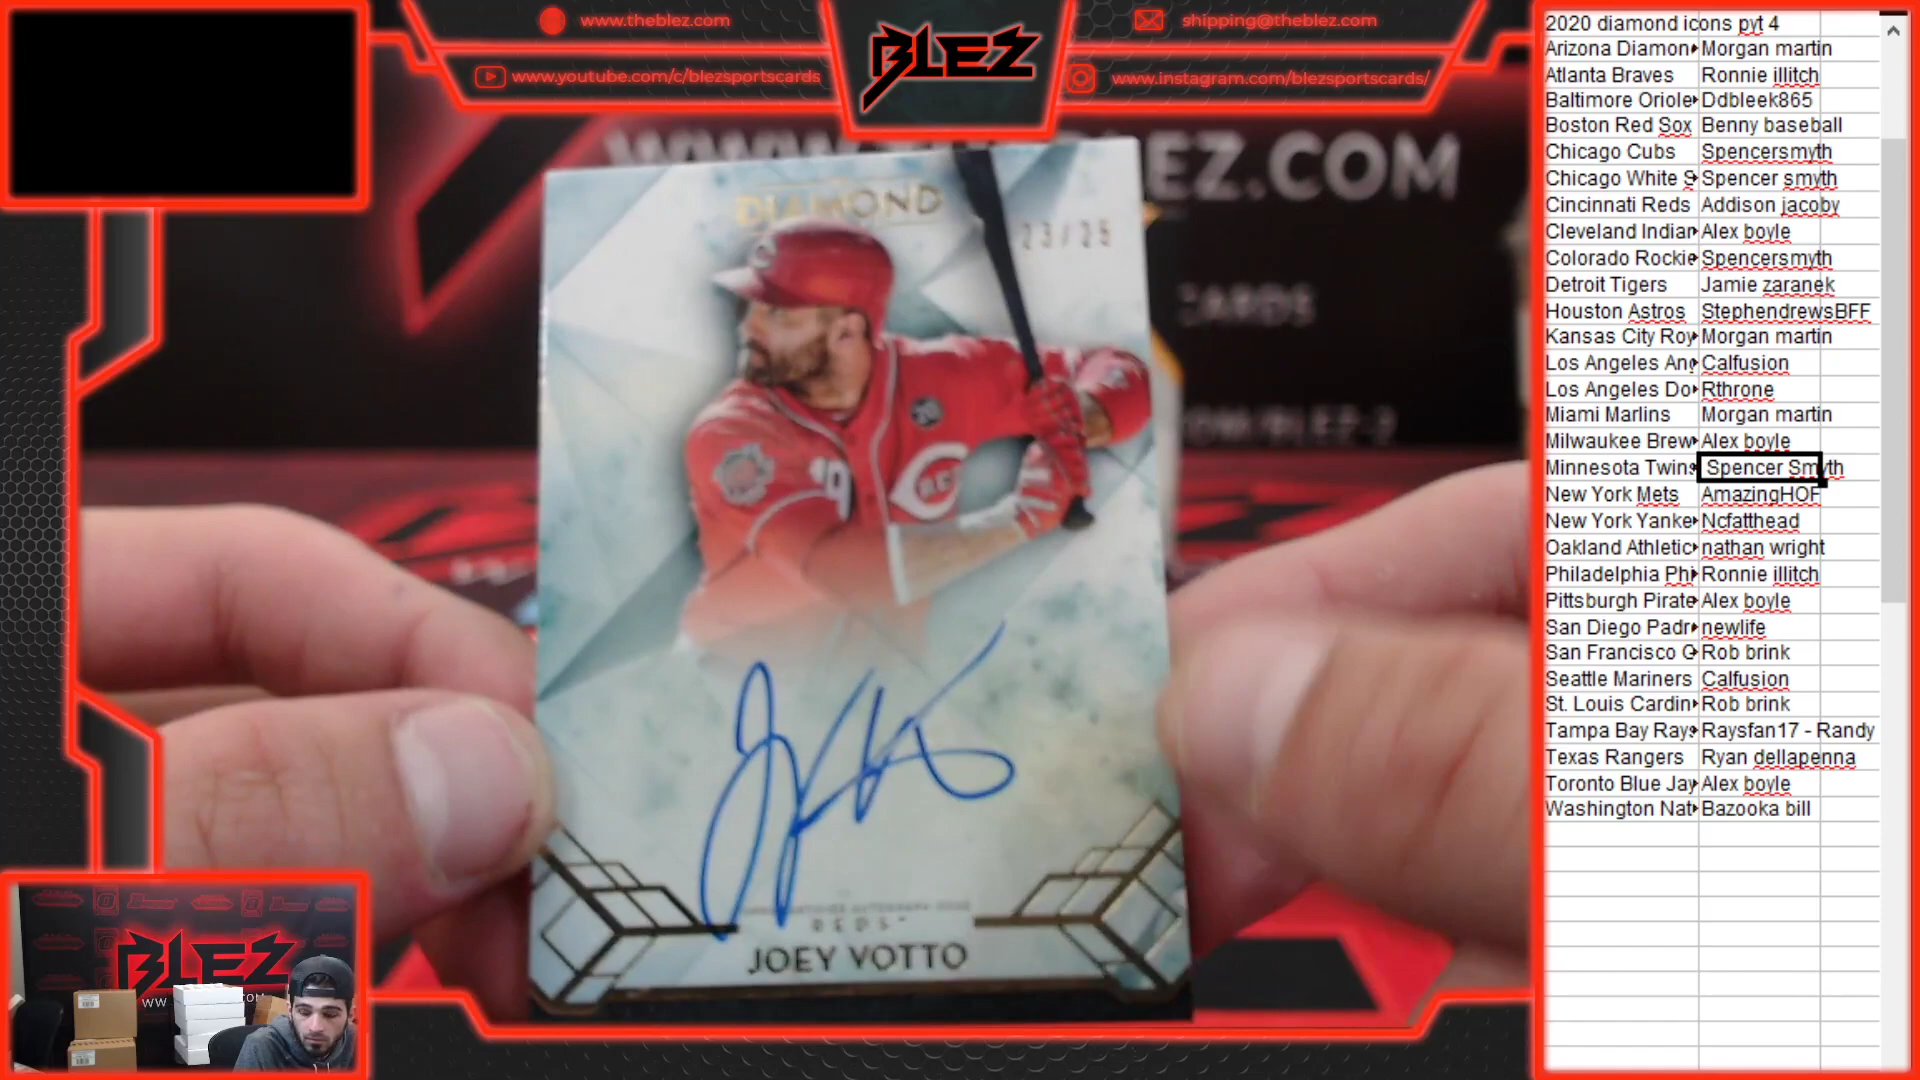 www.theblez.com
BLEZ
shipping@theblez.com
www.youtube.com/c/blezsportscards
www.instagram.com/blezsportscards/
DIAMOND
23/25
REDS
JOEY VOTTO
BLEZ
2020 diamond icons pyt 4
Arizona Diamon Morgan martin
Atlanta Braves Ronnie illitch
Baltimore Oriole Ddbleek865
Boston Red Sox Benny baseball
Chicago Cubs Spencersmyth
Chicago White S Spencer smyth
Cincinnati Reds Addison jacoby
Cleveland Indian Alex boyle
Colorado Rockie Spencersmyth
Detroit Tigers Jamie zaranek
Houston Astros StephendrewsBFF
Kansas City Roy Morgan martin
Los Angeles Ang Calfusion
Los Angeles Do Rthrone
Miami Marlins Morgan martin
Milwaukee Brew Alex boyle
Minnesota Twins Spencer Smyth
New York Mets AmazingHOF
New York Yanke Ncfatthead
Oakland Athletic nathan wright
Philadelphia Phi Ronnie illitch
Pittsburgh Pirate Alex boyle
San Diego Padr newlife
San Francisco G Rob brink
Seattle Mariners Calfusion
St. Louis Cardin Rob brink
Tampa Bay Rays Raysfan17 - Randy
Texas Rangers Ryan dellapenna
Toronto Blue Jay Alex boyle
Washington Nat Bazooka bill